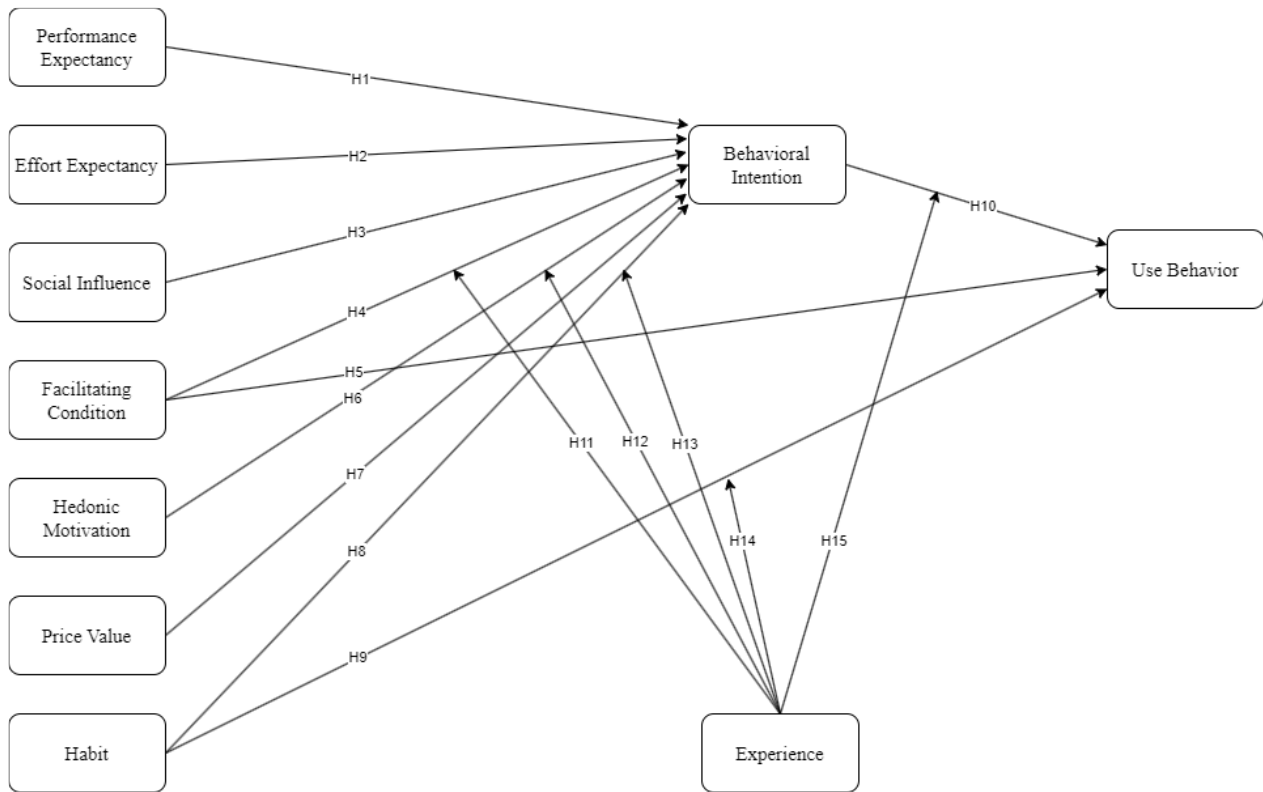 Performance
Expectancy
H1
Effort Expectancy
H2
Behavioral
Intention
H10
Social Influence
H3
Use Behavior
H4
Facilitating
Condition
H5
H6
H11
H12
H13
Hedonic
Motivation
H7
H8
H14
H15
Price Value
H9
Habit
Experience